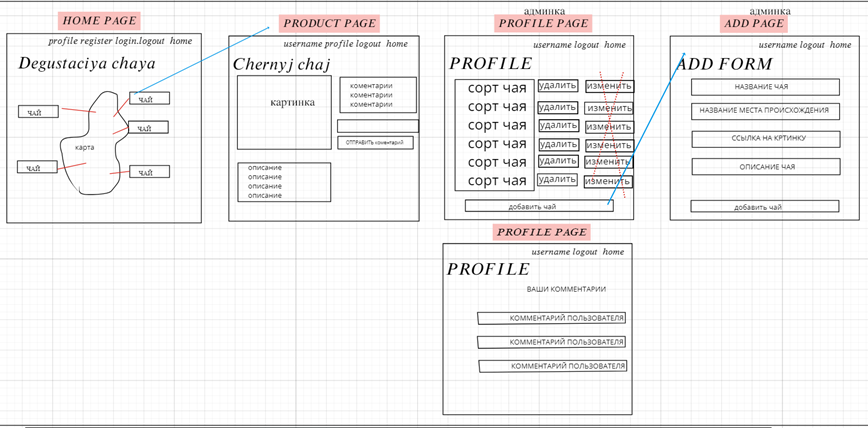 HOME PAGE
profile register login.logout home
Degustaciya chaya
ЧАЙ
ЧАЙ
ЧАЙ
карта
ЧАЙ
ЧАЙ
PRODUCT PAGE
username profile logout home
Chernyj chaj
картинка
коментарии
коментарии
коментарии
ОТПРАВИТЬ коментарий
описание
описание
описание
описание
админка
PROFILE PAGE
username logout home
PROFILE
сорт чая удалить изменить
сорт чая удалить изменить
сорт чая удалить изменить
сорт чая удалить изменить
сорт чая удалить изменить
сорт чая удалить изменить
добавить чай
админка
ADD PAGE
username logout home
ADD FORM
НАЗВАНИЕ ЧАЯ
НАЗВАНИЕ МЕСТА ПРОИСХОЖДЕНИЯ
ССЫЛКА НА КРТИНКУ
ОПИСАНИЕ ЧАЯ
добавить чай
PROFILE PAGE
username logout home
PROFILE
ВАШИ КОММЕНТАРИИ
КОММЕНТАРИЙ ПОЛЬЗОВАТЕЛЯ
КОММЕНТАРИЙ ПОЛЬЗОВАТЕЛЯ
КОММЕНТАРИЙ ПОЛЬЗОВАТЕЛЯ